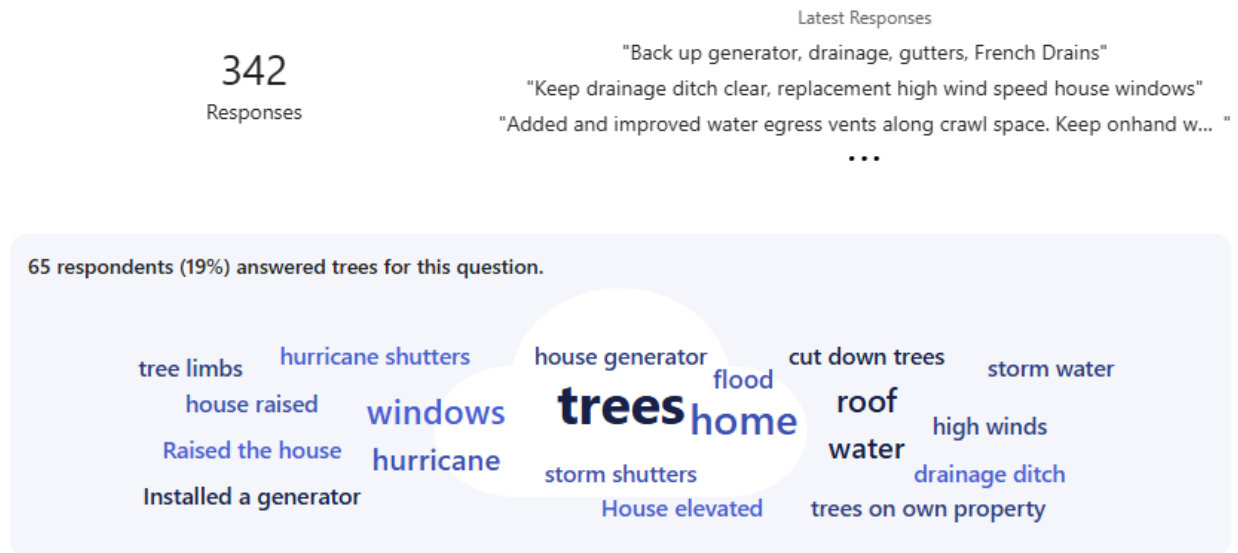 Latest Responses
342
Responses
"Back up generator, drainage, gutters, French Drains"
"Keep drainage ditch clear, replacement high wind speed house windows"
"Added and improved water egress vents along crawl space. Keep onhand w... "
...
65 respondents (19%) answered trees for this question.
tree limbs
hurricane shutters
house generator
cut down trees
storm water
flood
house raised
windows
trees
home
roof
high winds
Raised the house
hurricane
water
storm shutters
drainage ditch
Installed a generator
House elevated
trees on own property